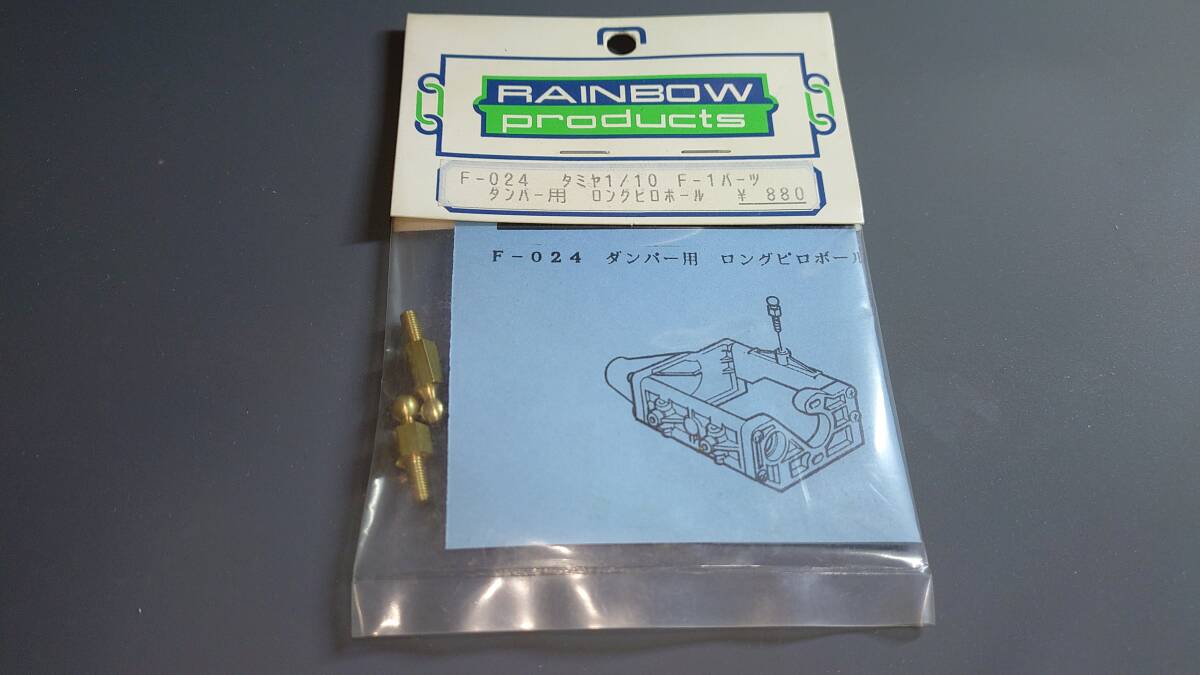 RAINBOW
products
F-024 タミヤ1/10 F-1パーツ
ダンパー用 ロングピロボール ¥ 880
F-024 ダンパー用 ロングピロボール